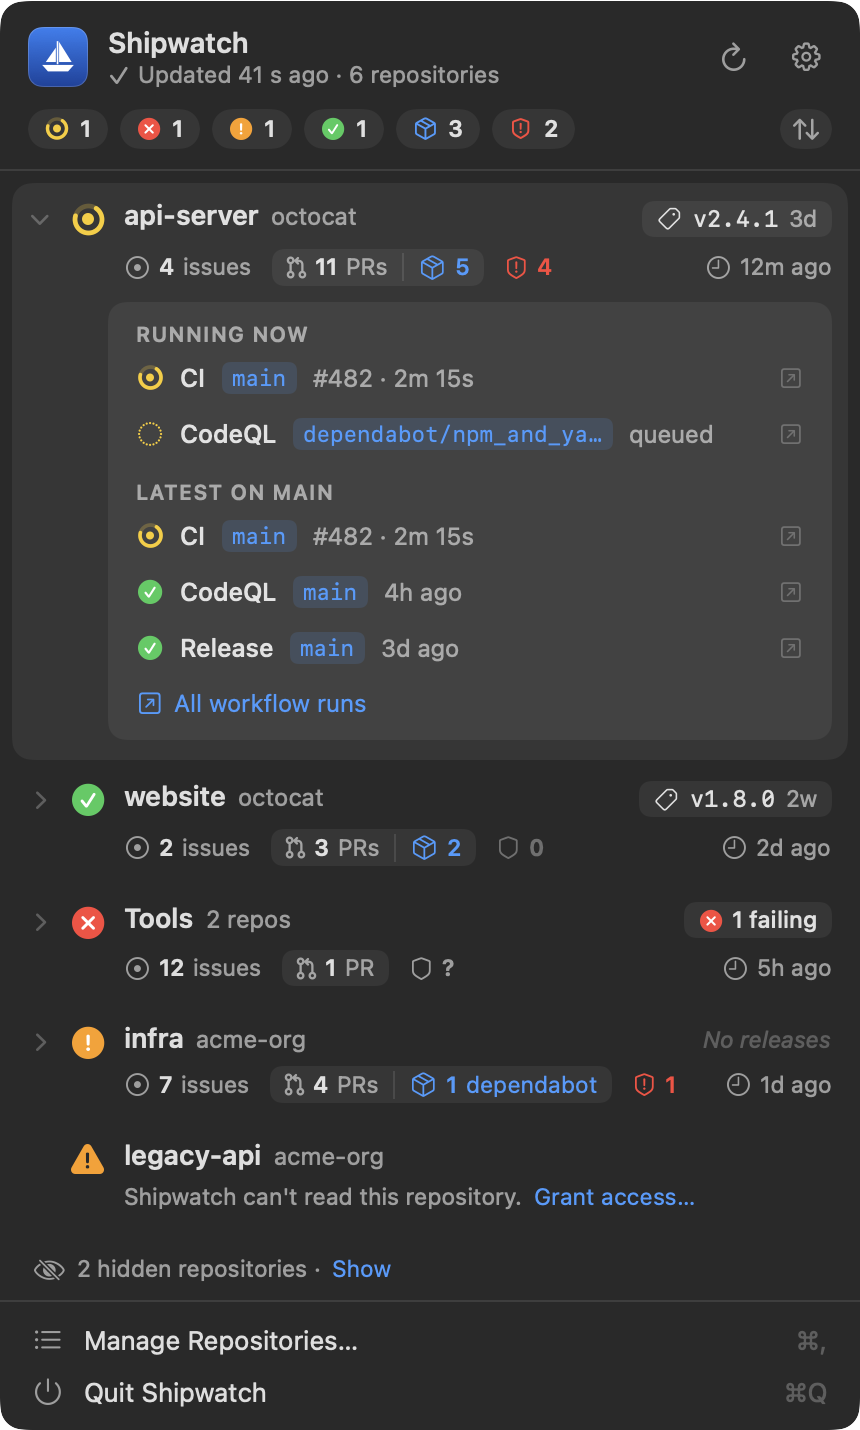 Shipwatch
Updated 41 s ago · 6 repositories
1 1 1 1 3 2
api-server octocat v2.4.1 3d
4 issues 11 PRs 5 4 12m ago
RUNNING NOW
CI main #482 · 2m 15s
CodeQL dependabot/npm_and_ya… queued
LATEST ON MAIN
CI main #482 · 2m 15s
CodeQL main 4h ago
Release main 3d ago
All workflow runs
website octocat v1.8.0 2w
2 issues 3 PRs 2 0 2d ago
Tools 2 repos 1 failing
12 issues 1 PR ? 5h ago
infra acme-org No releases
7 issues 4 PRs 1 dependabot 1 1d ago
legacy-api acme-org
Shipwatch can't read this repository. Grant access…
2 hidden repositories · Show
Manage Repositories… ⌘,
Quit Shipwatch ⌘Q